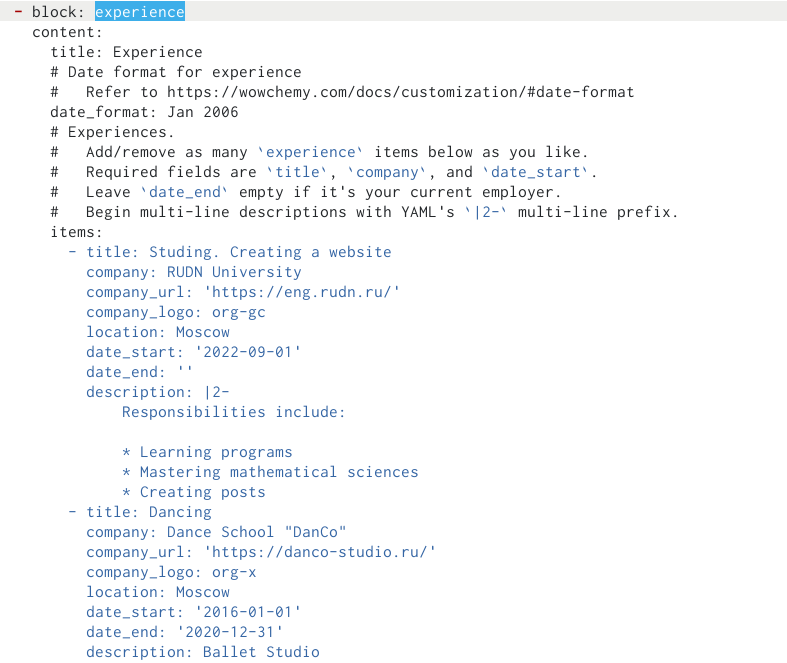 - block: experience
content:
title: Experience
# Date format for experience
#   Refer to https://wowchemy.com/docs/customization/#date-format
date_format: Jan 2006
# Experiences.
#   Add/remove as many `experience` items below as you like.
#   Required fields are `title`, `company`, and `date_start`.
#   Leave `date_end` empty if it's your current employer.
#   Begin multi-line descriptions with YAML's `|2-` multi-line prefix.
items:
- title: Studing. Creating a website
company: RUDN University
company_url: 'https://eng.rudn.ru/'
company_logo: org-gc
location: Moscow
date_start: '2022-09-01'
date_end: ''
description: |2-
Responsibilities include:
* Learning programs
* Mastering mathematical sciences
* Creating posts
- title: Dancing
company: Dance School "DanCo"
company_url: 'https://danco-studio.ru/'
company_logo: org-x
location: Moscow
date_start: '2016-01-01'
date_end: '2020-12-31'
description: Ballet Studio